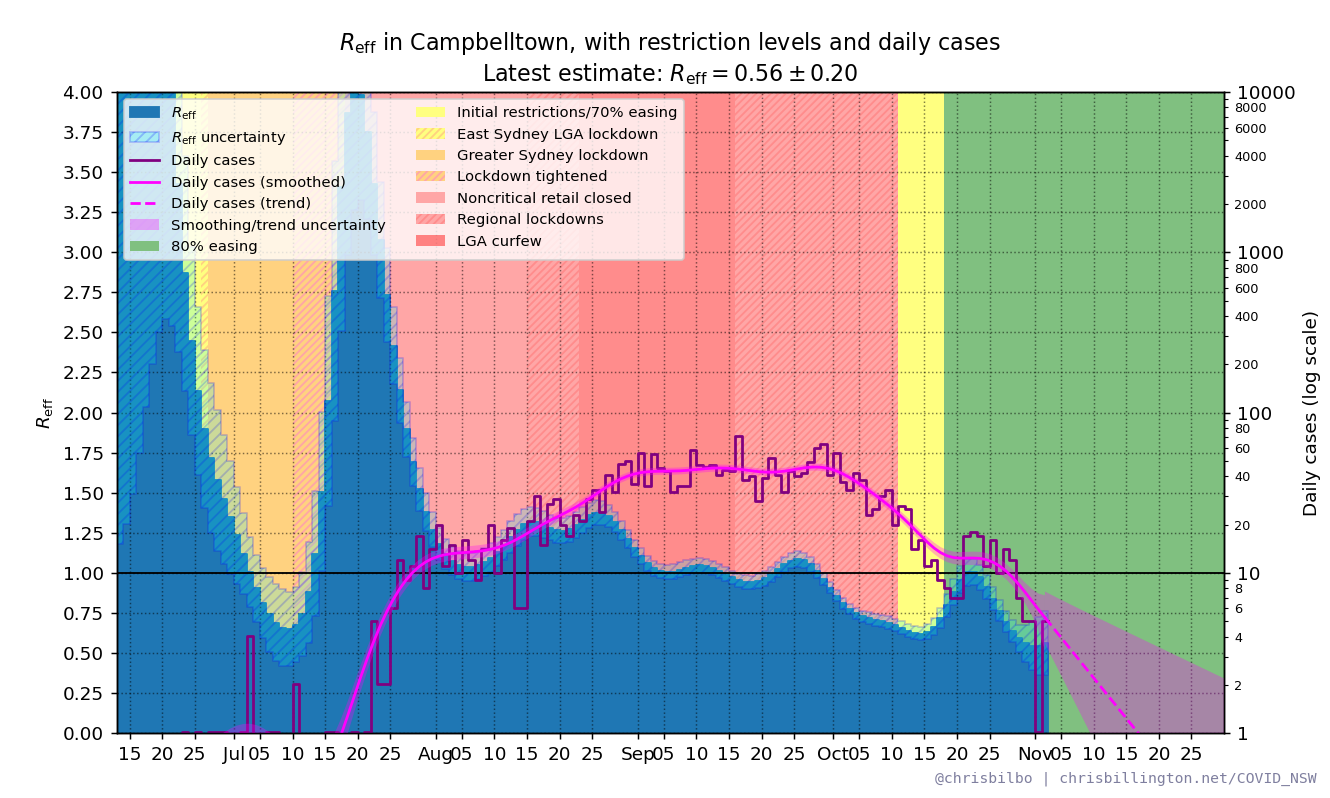 Reff in Campbelltown, with restriction levels and daily cases
Latest estimate: Reff = 0.56 ± 0.20
Reff
Reff uncertainty
Daily cases
Daily cases (smoothed)
Daily cases (trend)
Smoothing/trend uncertainty
80% easing
Initial restrictions/70% easing
East Sydney LGA lockdown
Greater Sydney lockdown
Lockdown tightened
Noncritical retail closed
Regional lockdowns
LGA curfew
Reff
4.00
3.75
3.50
3.25
3.00
2.75
2.50
2.25
2.00
1.75
1.50
1.25
1.00
0.75
0.50
0.25
0.00
10000
8000
6000
4000
2000
1000
800
600
400
200
100
80
60
40
20
10
8
6
4
2
1
Daily cases (log scale)
15 20 25 Jul 05 10 15 20 25 Aug 05 10 15 20 25 Sep 05 10 15 20 25 Oct 05 10 15 20 25 Nov 05 10 15 20 25
@chrisbilbo | chrisbillington.net/COVID_NSW